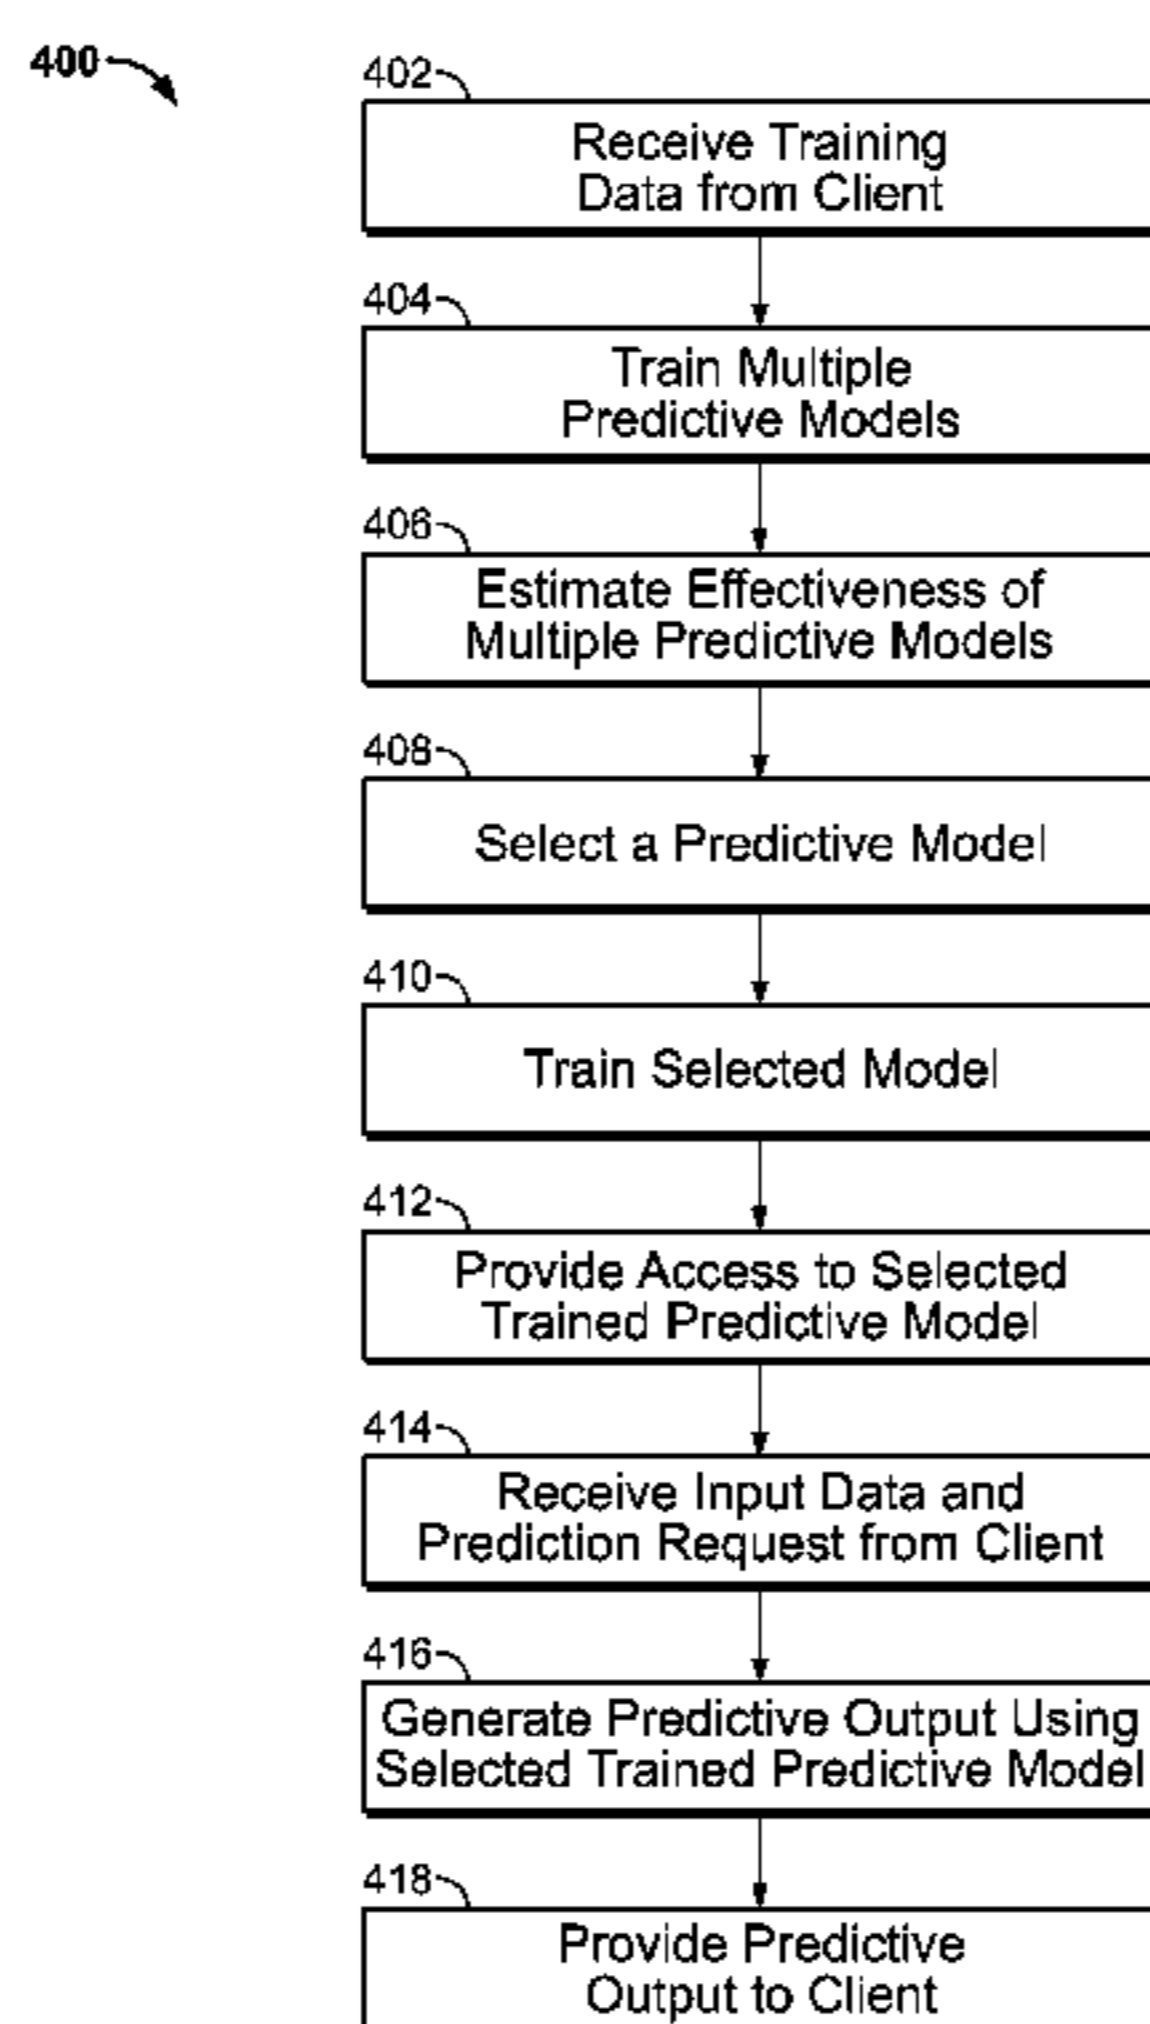 400
402
Receive Training
Data from Client
404
Train Multiple
Predictive Models
406
Estimate Effectiveness of
Multiple Predictive Models
408
Select a Predictive Model
410
Train Selected Model
412
Provide Access to Selected
Trained Predictive Model
414
Receive Input Data and
Prediction Request from Client
416
Generate Predictive Output Using
Selected Trained Predictive Model
418
Provide Predictive
Output to Client